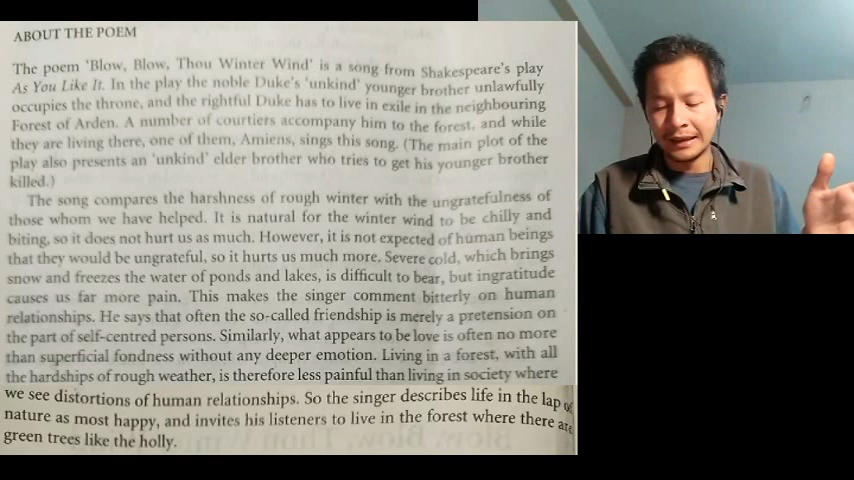 ABOUT THE POEM
The poem 'Blow, Blow, Thou Winter Wind' is a song from Shakespeare's play
As You Like It. In the play the noble Duke's 'unkind' younger brother unlawfully
occupies the throne, and the rightful Duke has to live in exile in the neighbouring
Forest of Arden. A number of courtiers accompany him to the forest, and while
they are living there, one of them, Amiens, sings this song. (The main plot of the
play also presents an 'unkind' elder brother who tries to get his younger brother
killed.)
The song compares the harshness of rough winter with the ungratefulness of
those whom we have helped. It is natural for the winter wind to be chilly and
biting, so it does not hurt us as much. However, it is not expected of human beings
that they would be ungrateful, so it hurts us much more. Severe cold, which brings
snow and freezes the water of ponds and lakes, is difficult to bear, but ingratitude
causes us far more pain. This makes the singer comment bitterly on human
relationships. He says that often the so-called friendship is merely a pretension on
the part of self-centred persons. Similarly, what appears to be love is often no more
than superficial fondness without any deeper emotion. Living in a forest, with all
the hardships of rough weather, is therefore less painful than living in society where
we see distortions of human relationships. So the singer describes life in the lap of
nature as most happy, and invites his listeners to live in the forest where there are
green trees like the holly.